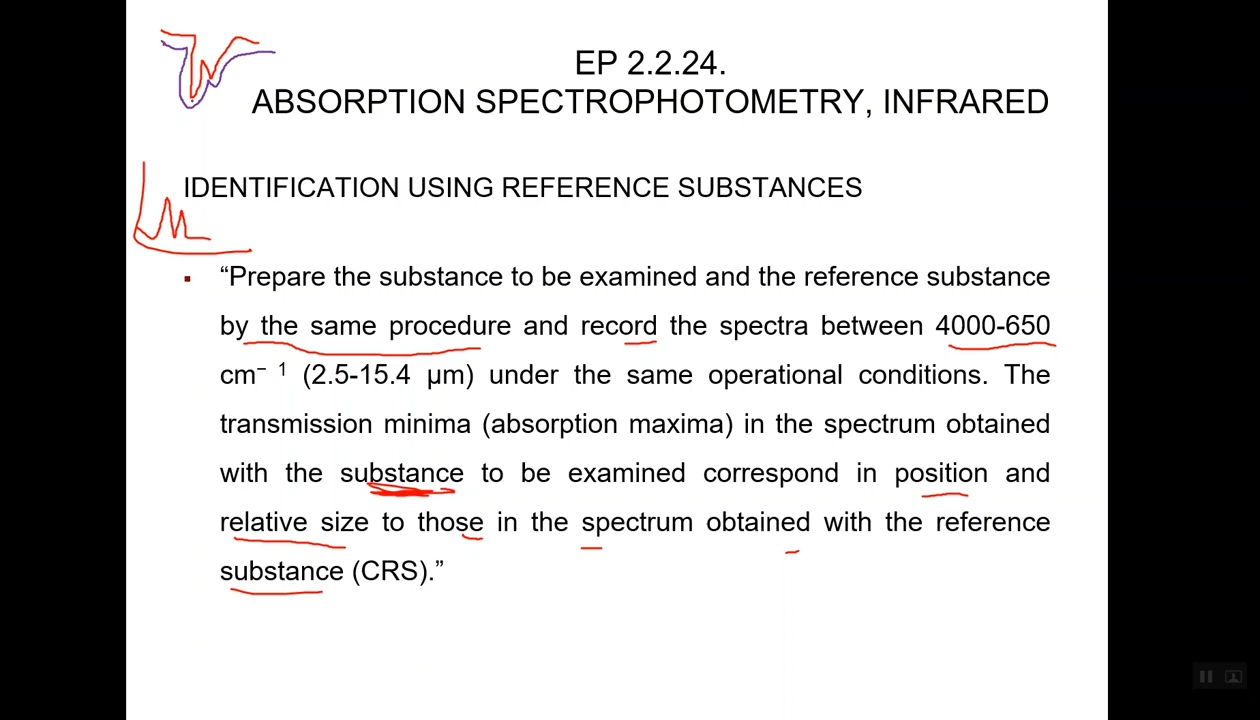 EP 2.2.24.
ABSORPTION SPECTROPHOTOMETRY, INFRARED
IDENTIFICATION USING REFERENCE SUBSTANCES
▪ “Prepare the substance to be examined and the reference substance
by the same procedure and record the spectra between 4000-650
cm⁻ ¹ (2.5-15.4 μm) under the same operational conditions. The
transmission minima (absorption maxima) in the spectrum obtained
with the substance to be examined correspond in position and
relative size to those in the spectrum obtained with the reference
substance (CRS).”